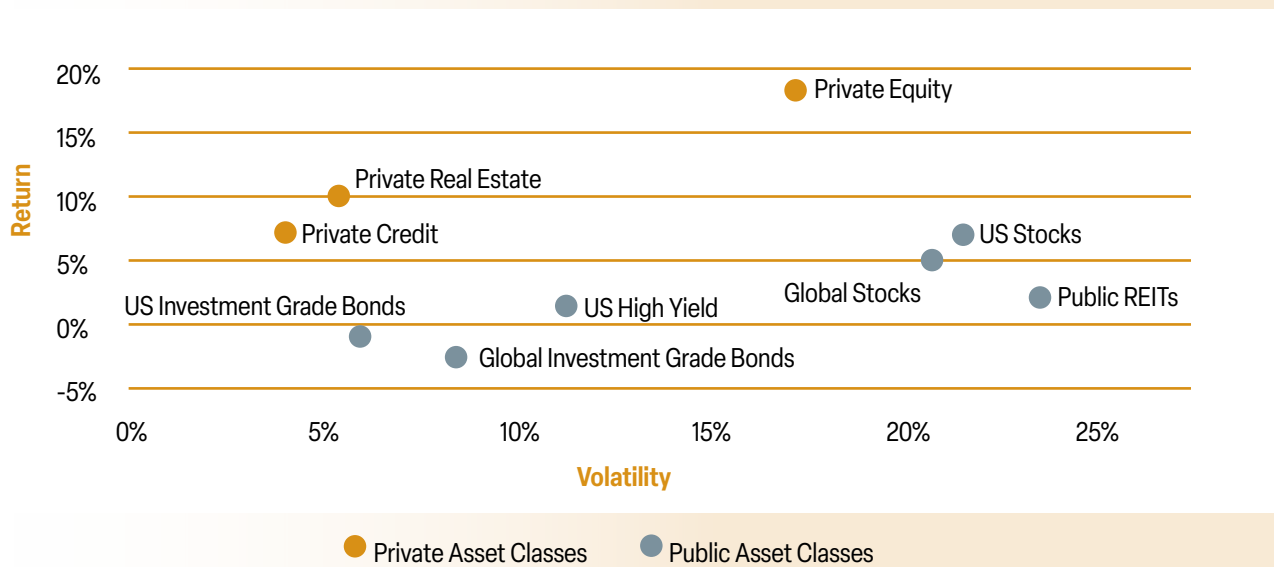 20%
Private Equity
15%
Private Real Estate
10%
Private Credit
US Stocks
5%
Global Stocks
Public REITs
US Investment Grade Bonds
US High Yield
0%
Global Investment Grade Bonds
-5%
Return
0% 5% 10% 15% 20% 25%
Volatility
Private Asset Classes Public Asset Classes